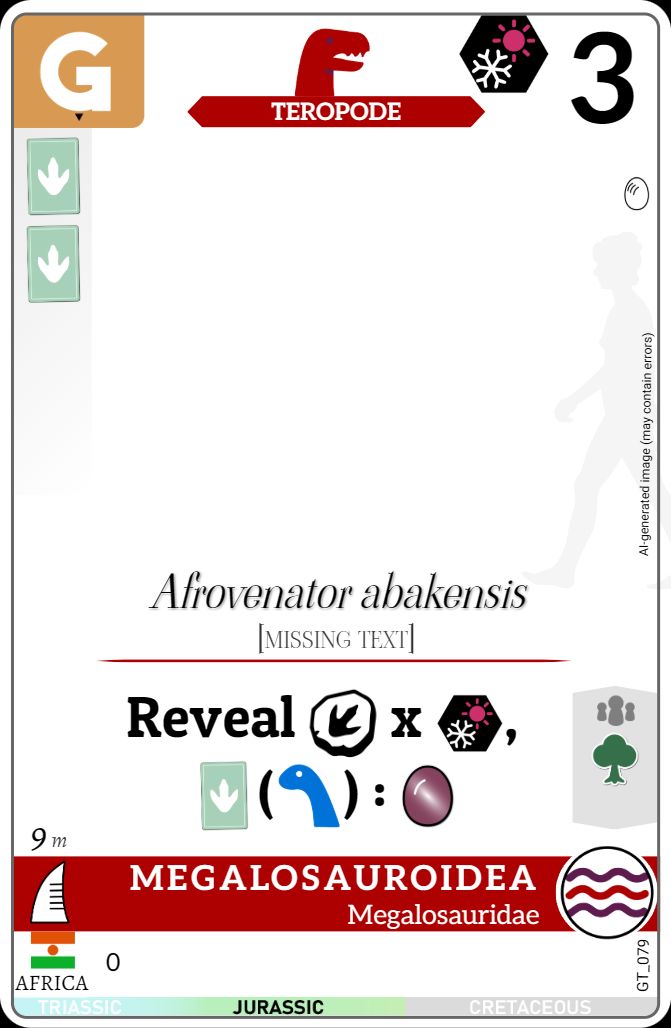 G
TEROPODE
3
AI-generated image (may contain errors)
Afrovenator abakensis
[MISSING TEXT]
Reveal x ,
( ) :
9 m
MEGALOSAUROIDEA
Megalosauridae
0
AFRICA
GT_079
TRIASSIC JURASSIC CRETACEOUS